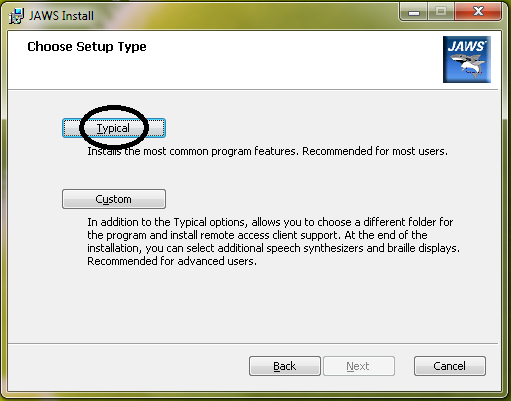 JAWS Install
Choose Setup Type
JAWS
Typical
Installs the most common program features. Recommended for most users.
Custom
In addition to the Typical options, allows you to choose a different folder for
the program and install remote access client support. At the end of the
installation, you can select additional speech synthesizers and braille displays.
Recommended for advanced users.
Back
Next
Cancel